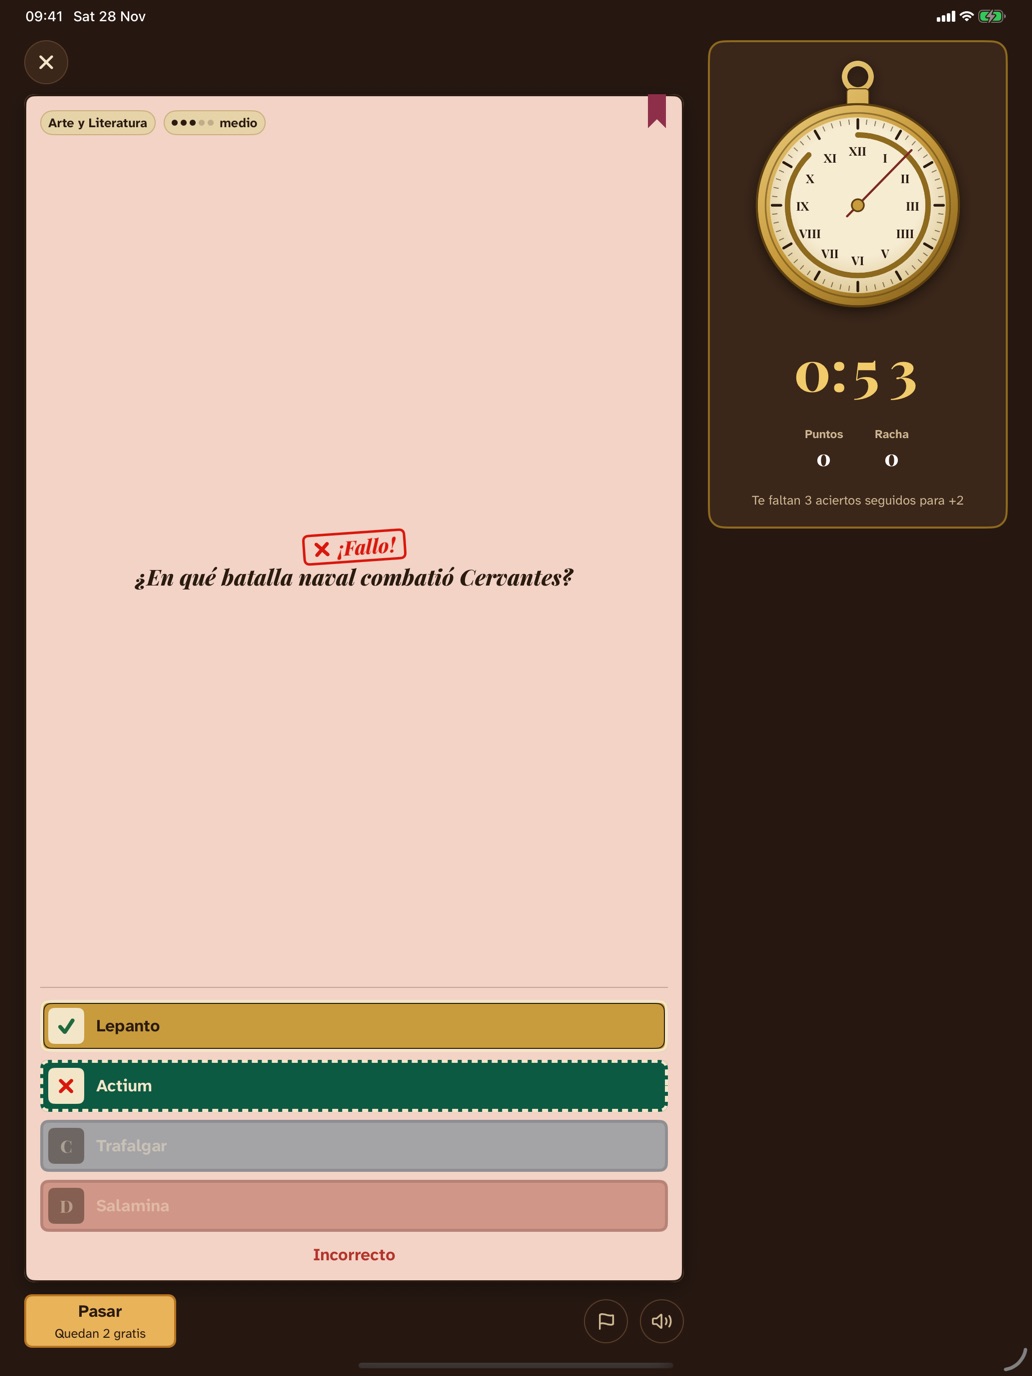 09:41 Sat 28 Nov
Arte y Literatura
medio
¡Fallo!
¿En qué batalla naval combatió Cervantes?
Lepanto
Actium
C Trafalgar
D Salamina
Incorrecto
Pasar
Quedan 2 gratis
XII
I
II
III
IIII
V
VI
VII
VIII
IX
X
XI
0:53
Puntos Racha
0 0
Te faltan 3 aciertos seguidos para +2